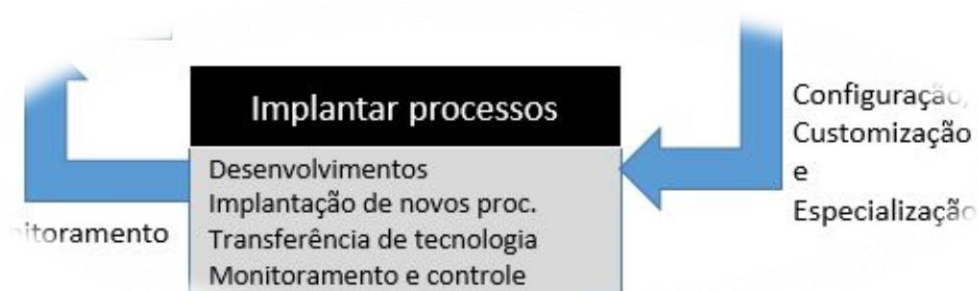 Implantar processos
Desenvolvimentos
Implantação de novos proc.
Transferência de tecnologia
Monitoramento e controle
Configuração,
Customização
e
Especialização